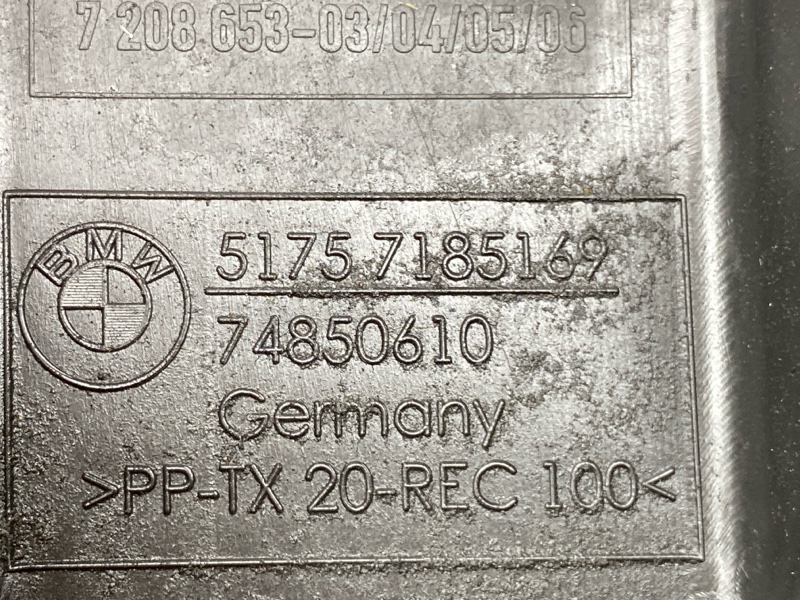 7 208 653-03/04/05/06
BMW
5175 7185169
74850610
Germany
>PP-TX 20-REC 100<